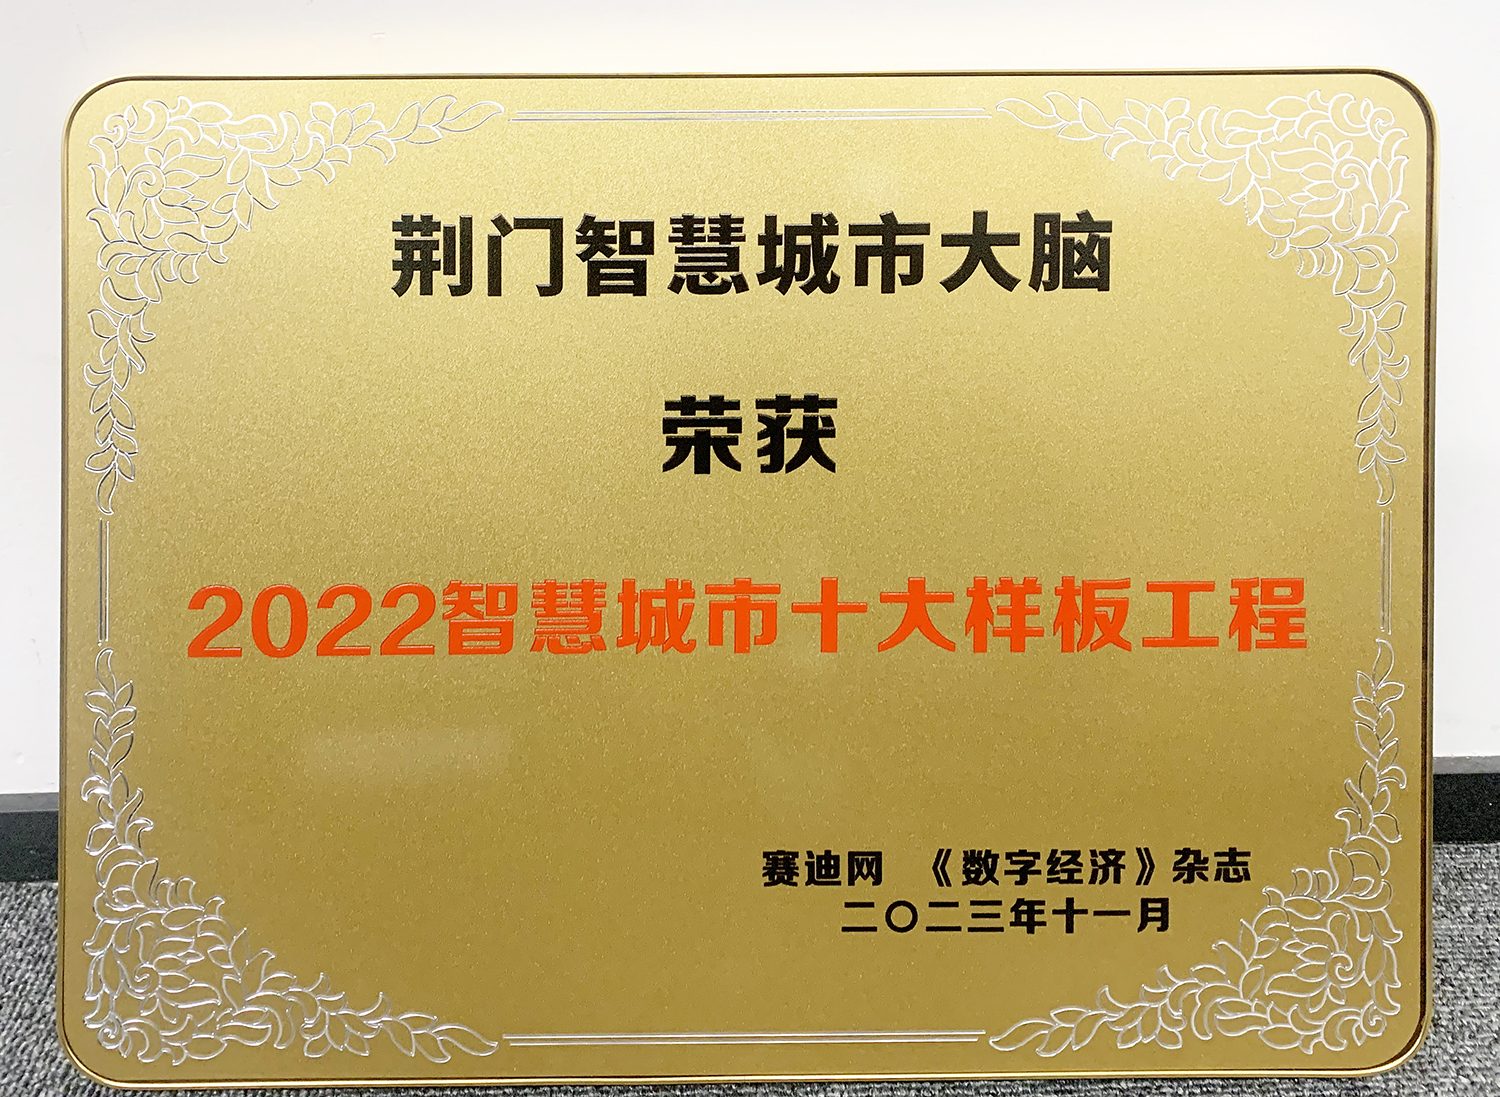 荆门智慧城市大脑
荣获
2022智慧城市十大样板工程
赛迪网 《数字经济》杂志
二〇二三年十一月